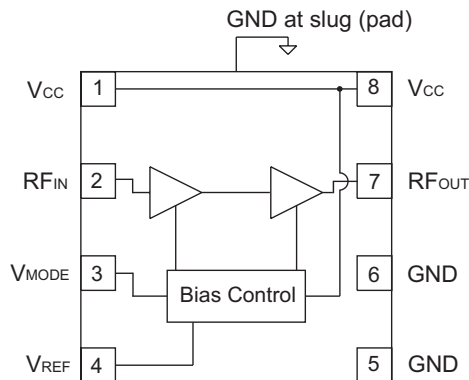 GND at slug (pad)
VCC 1 8 VCC
RFIN 2 7 RFOUT
VMODE 3 6 GND
Bias Control
VREF 4 5 GND